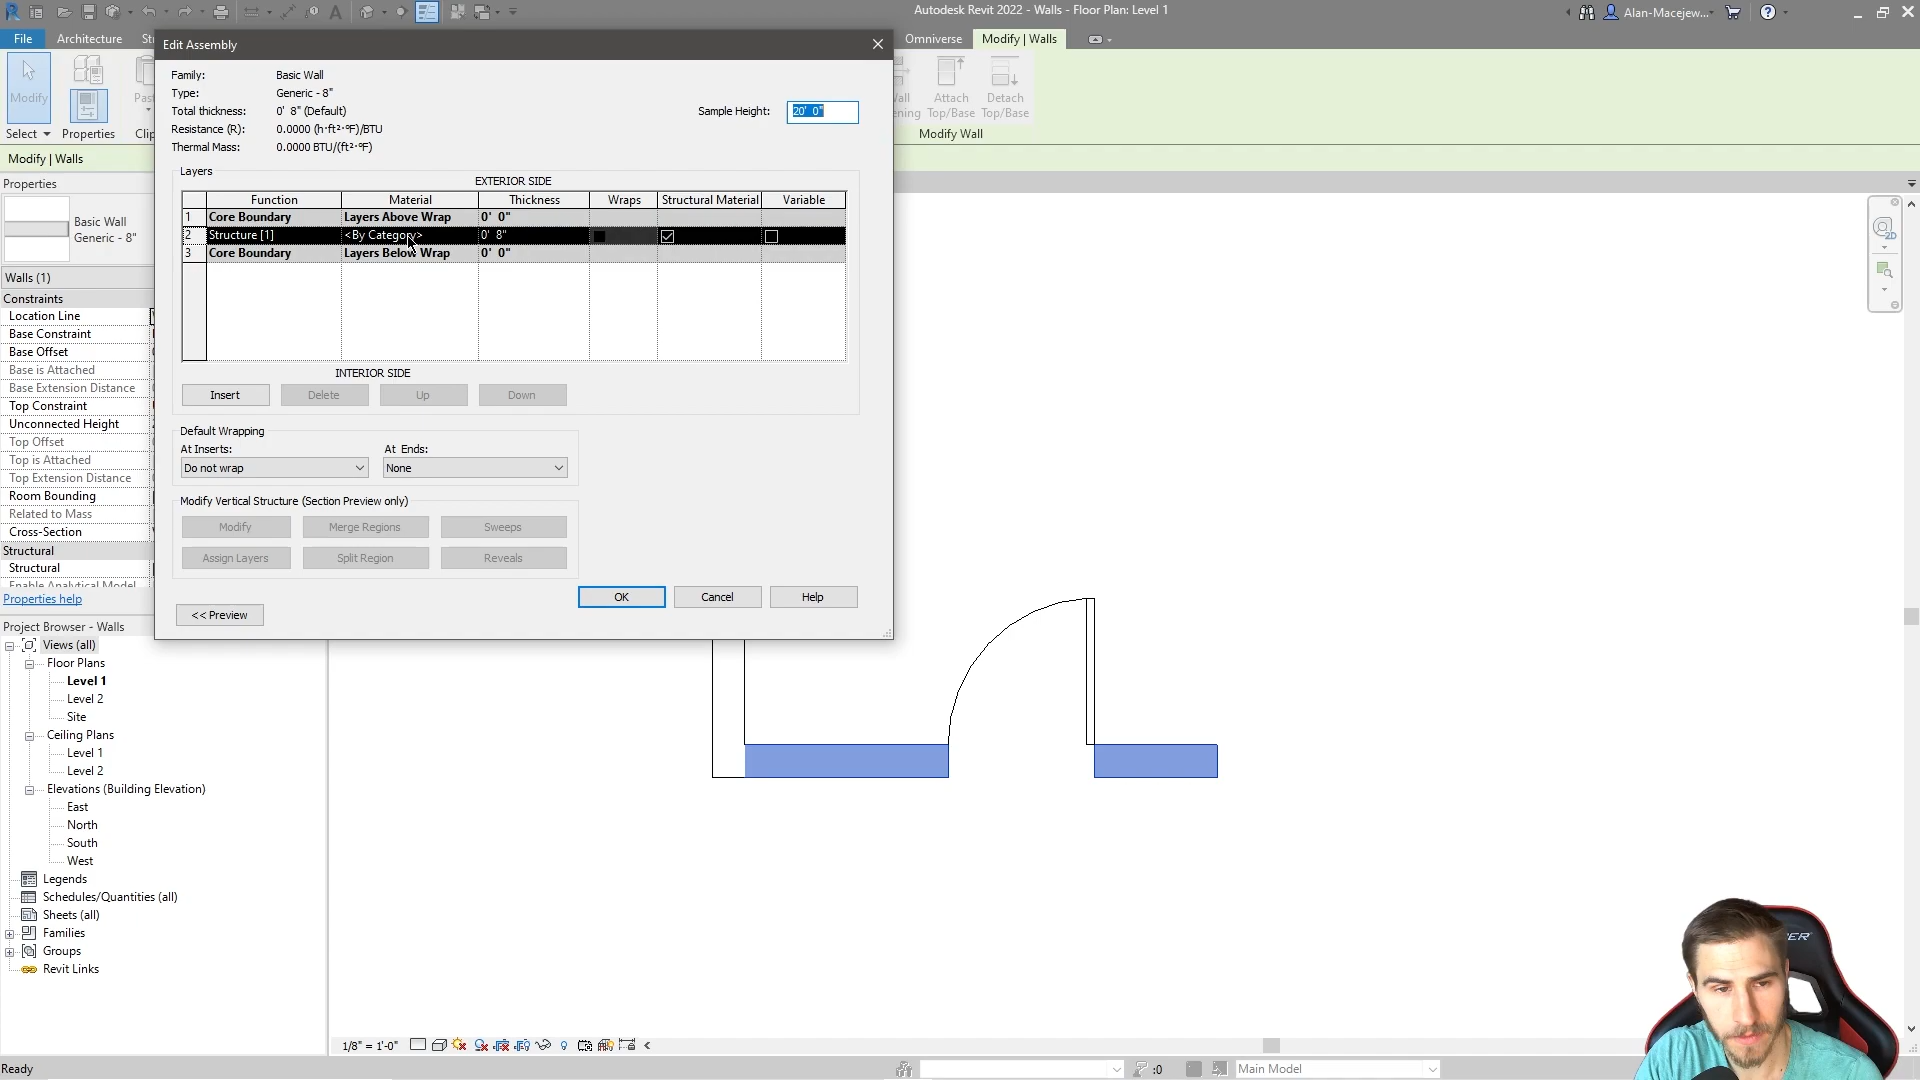 Autodesk Revit 2022 - Walls - Floor Plan: Level 1
Alan-Macejew...
File
Architecture
Omniverse
Modify | Walls
Modify
Properties
Attach
Top/Base
Detach
Top/Base
Select
Properties
Modify Wall
Modify | Walls
Edit Assembly
Family:
Basic Wall
Type:
Generic - 8"
Total thickness:
0' 8" (Default)
Sample Height:
20' 0"
Resistance (R):
0.0000 (h·ft²·°F)/BTU
Thermal Mass:
0.0000 BTU/(ft²·°F)
Layers
EXTERIOR SIDE
Function Material Thickness Wraps Structural Material Variable
1 Core Boundary Layers Above Wrap 0' 0"
2 Structure [1] <By Category> 0' 8"
3 Core Boundary Layers Below Wrap 0' 0"
INTERIOR SIDE
Insert Delete Up Down
Default Wrapping
At Inserts: At Ends:
Do not wrap None
Modify Vertical Structure (Section Preview only)
Modify Merge Regions Sweeps
Assign Layers Split Region Reveals
OK Cancel Help
<< Preview
Properties
Basic Wall
Generic - 8"
Walls (1)
Constraints
Location Line
Base Constraint
Base Offset
Base is Attached
Base Extension Distance
Top Constraint
Unconnected Height
Top Offset
Top is Attached
Top Extension Distance
Room Bounding
Related to Mass
Cross-Section
Structural
Structural
Enable Analytical Model
Properties help
Project Browser - Walls
Views (all)
Floor Plans
Level 1
Level 2
Site
Ceiling Plans
Level 1
Level 2
Elevations (Building Elevation)
East
North
South
West
Legends
Schedules/Quantities (all)
Sheets (all)
Families
Groups
Revit Links
2D
1/8" = 1'-0"
Ready
:0
Main Model